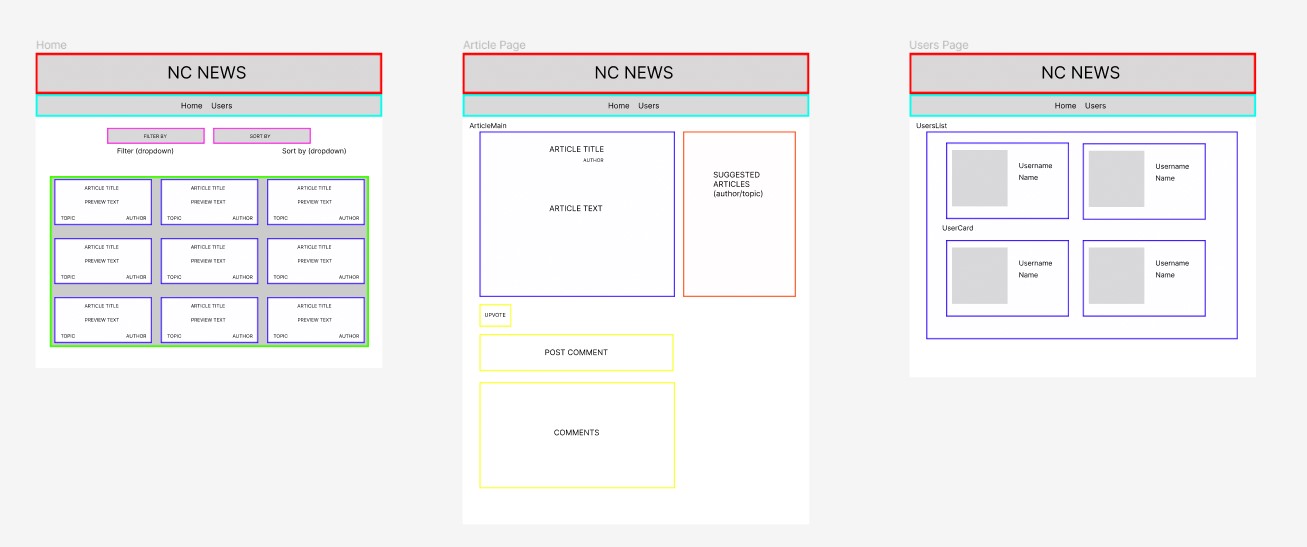 Home
NC NEWS
Home Users
FILTER BY SORT BY
Filter (dropdown) Sort by (dropdown)
ARTICLE TITLE ARTICLE TITLE ARTICLE TITLE
PREVIEW TEXT PREVIEW TEXT PREVIEW TEXT
TOPIC AUTHOR TOPIC AUTHOR TOPIC AUTHOR
ARTICLE TITLE ARTICLE TITLE ARTICLE TITLE
PREVIEW TEXT PREVIEW TEXT PREVIEW TEXT
TOPIC AUTHOR TOPIC AUTHOR TOPIC AUTHOR
ARTICLE TITLE ARTICLE TITLE ARTICLE TITLE
PREVIEW TEXT PREVIEW TEXT PREVIEW TEXT
TOPIC AUTHOR TOPIC AUTHOR TOPIC AUTHOR
Article Page
NC NEWS
Home Users
ArticleMain
ARTICLE TITLE
AUTHOR
ARTICLE TEXT
SUGGESTED
ARTICLES
(author/topic)
UPVOTE
POST COMMENT
COMMENTS
Users Page
NC NEWS
Home Users
UsersList
Username Username
Name Name
UserCard
Username Username
Name Name